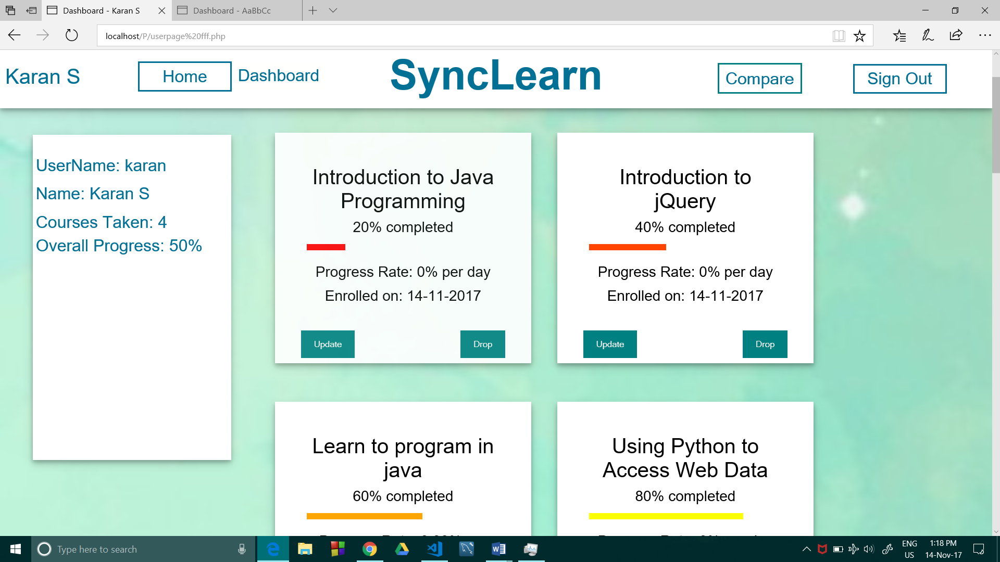 Dashboard - Karan S
Dashboard - AaBbCc
localhost/P/userpage%20fff.php
Karan S
Home
Dashboard
SyncLearn
Compare
Sign Out
UserName: karan
Name: Karan S
Courses Taken: 4
Overall Progress: 50%
Introduction to Java
Programming
20% completed
Progress Rate: 0% per day
Enrolled on: 14-11-2017
Update
Drop
Introduction to
jQuery
40% completed
Progress Rate: 0% per day
Enrolled on: 14-11-2017
Update
Drop
Learn to program in
java
60% completed
Using Python to
Access Web Data
80% completed
Type here to search
ENG
US
1:18 PM
14-Nov-17